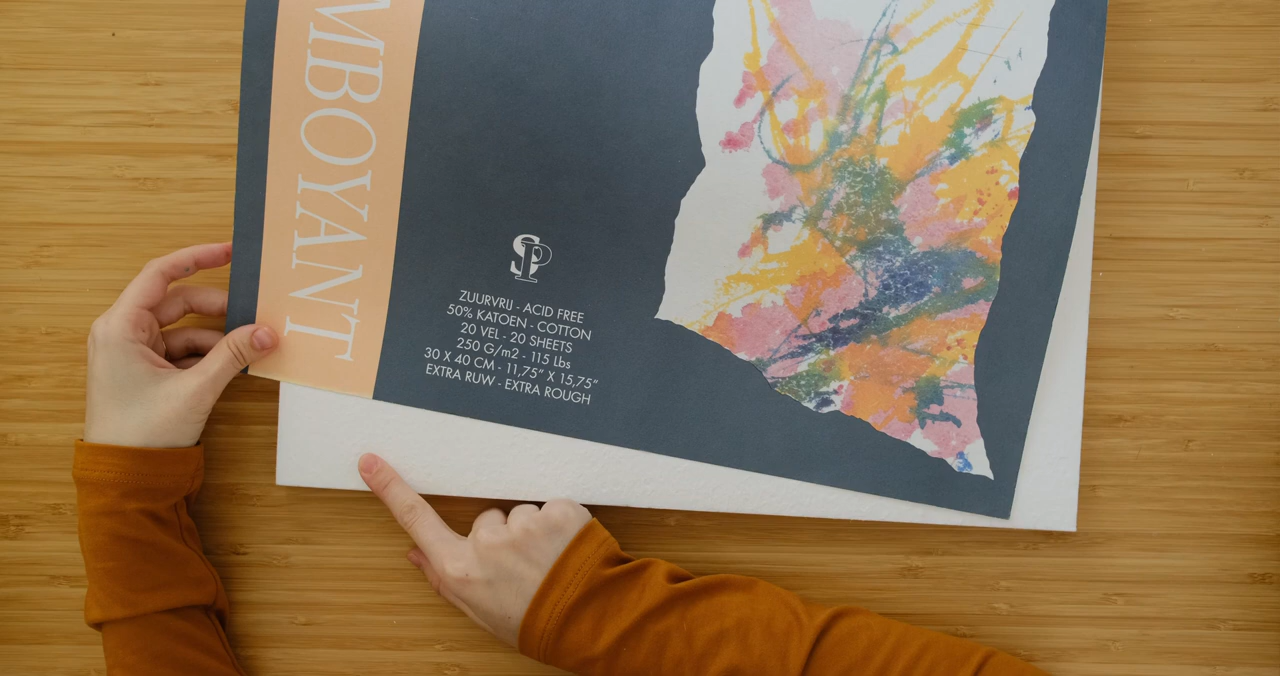 MBOYANT
SP
ZUURVRIJ - ACID FREE
50% KATOEN - COTTON
20 VEL - 20 SHEETS
250 G/m2 - 115 Lbs
30 X 40 CM - 11,75" X 15,75"
EXTRA RUW - EXTRA ROUGH